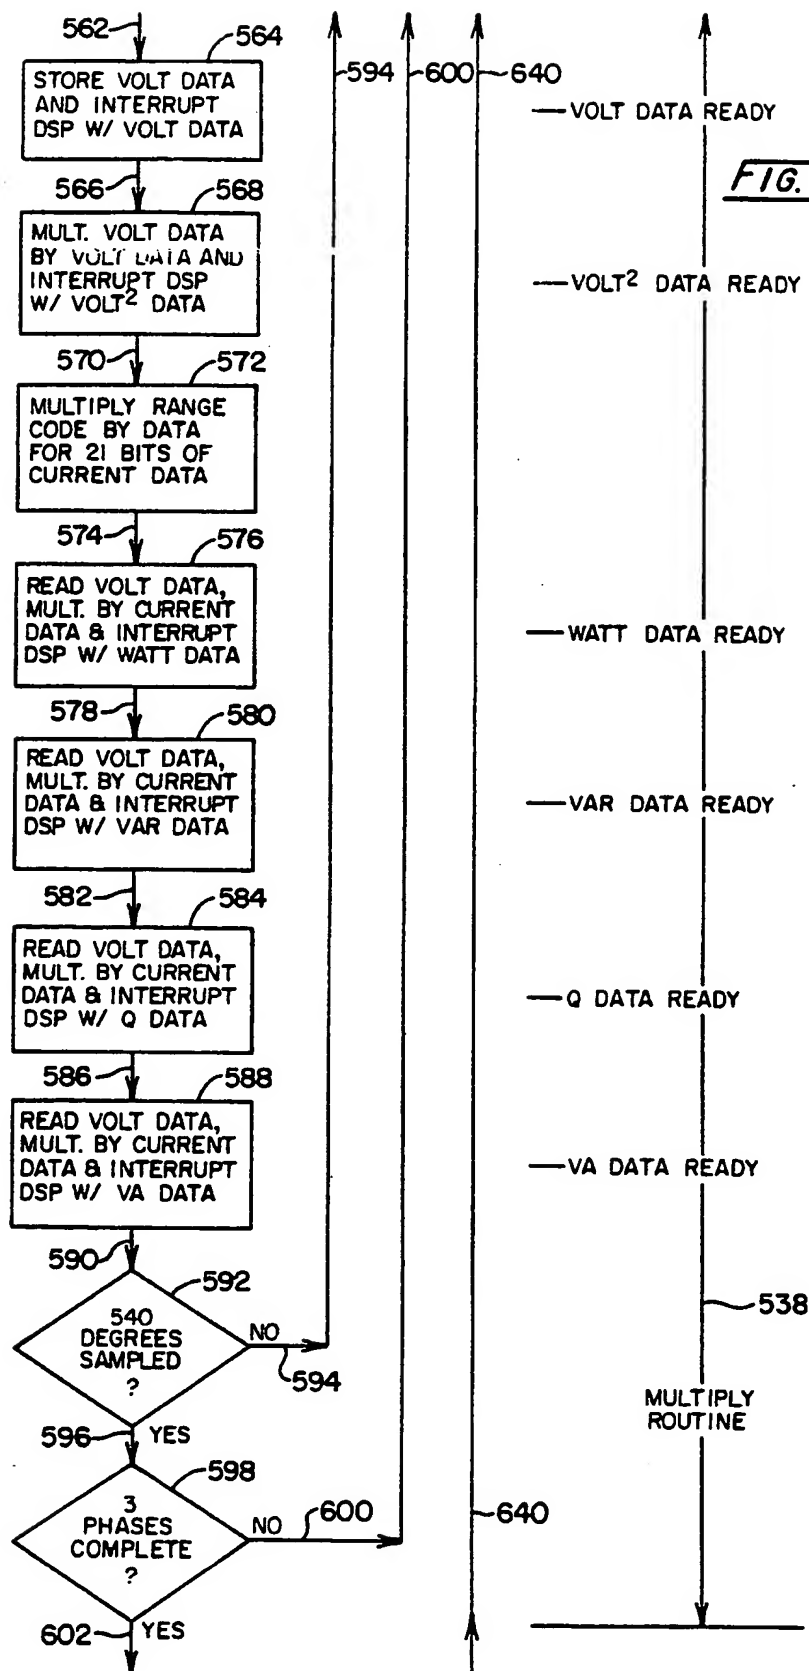 562
564
STORE VOLT DATA
AND INTERRUPT
DSP W/ VOLT DATA
594
600
640
VOLT DATA READY
FIG.
566
568
MULT. VOLT DATA
BY VOLT DATA AND
INTERRUPT DSP
W/ VOLT2 DATA
VOLT2 DATA READY
570
572
MULTIPLY RANGE
CODE BY DATA
FOR 21 BITS OF
CURRENT DATA
574
576
READ VOLT DATA,
MULT. BY CURRENT
DATA & INTERRUPT
DSP W/ WATT DATA
WATT DATA READY
578
580
READ VOLT DATA,
MULT. BY CURRENT
DATA & INTERRUPT
DSP W/ VAR DATA
VAR DATA READY
582
584
READ VOLT DATA,
MULT. BY CURRENT
DATA & INTERRUPT
DSP W/ Q DATA
Q DATA READY
586
588
READ VOLT DATA,
MULT. BY CURRENT
DATA & INTERRUPT
DSP W/ VA DATA
VA DATA READY
590
592
540
DEGREES
SAMPLED
?
NO
594
538
MULTIPLY
ROUTINE
596
YES
598
3
PHASES
COMPLETE
?
NO
600
640
602
YES